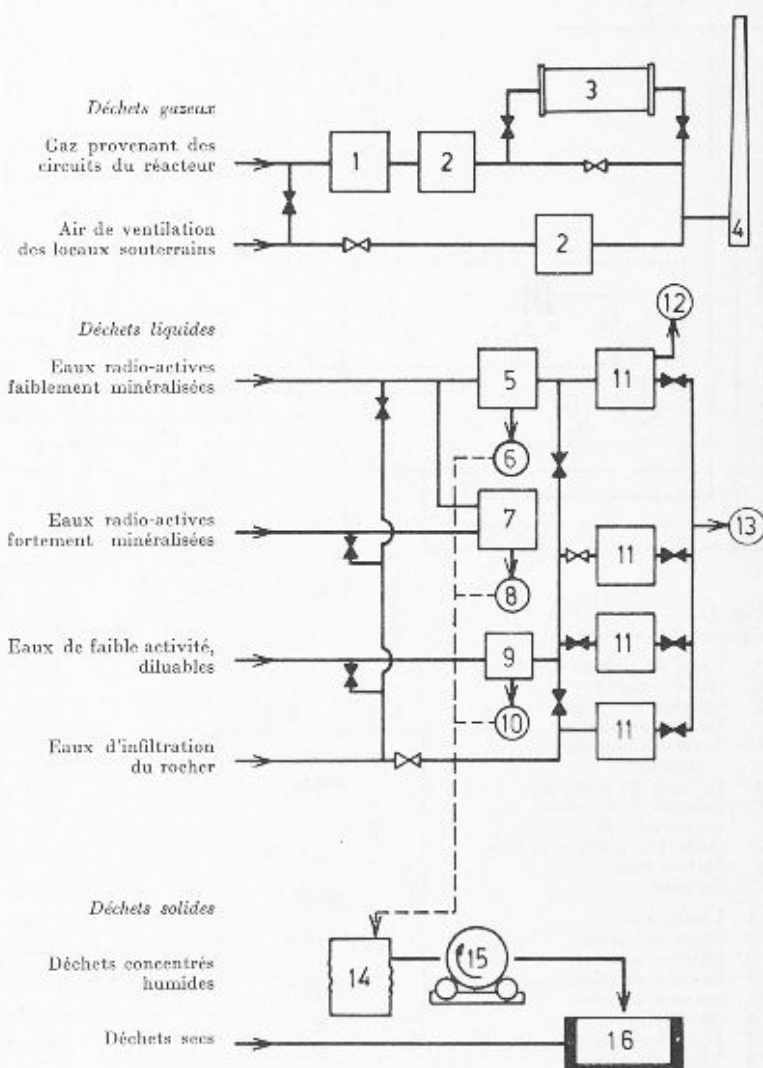 Déchets gazeux
Gaz provenant des
circuits du réacteur
1
2
3
Air de ventilation
des locaux souterrains
2
4
Déchets liquides
12
Eaux radio-actives
faiblement minéralisées
5
11
6
Eaux radio-actives
fortement minéralisées
7
13
11
8
Eaux de faible activité,
diluables
9
11
10
11
Eaux d'infiltration
du rocher
Déchets solides
Déchets concentrés
humides
14
15
Déchets secs
16